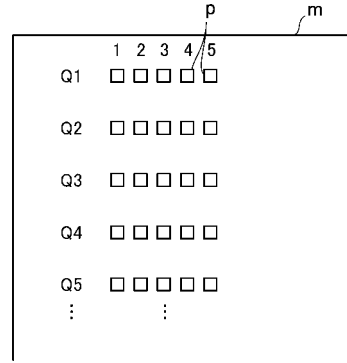 p m
1 2 3 4 5
Q1 □ □ □ □ □
Q2 □ □ □ □ □
Q3 □ □ □ □ □
Q4 □ □ □ □ □
Q5 □ □ □ □ □
⋮ ⋮